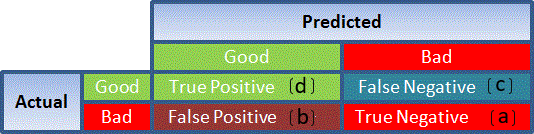 Predicted
Good Bad
Actual Good True Positive (d) False Negative (c)
Bad False Positive (b) True Negative (a)